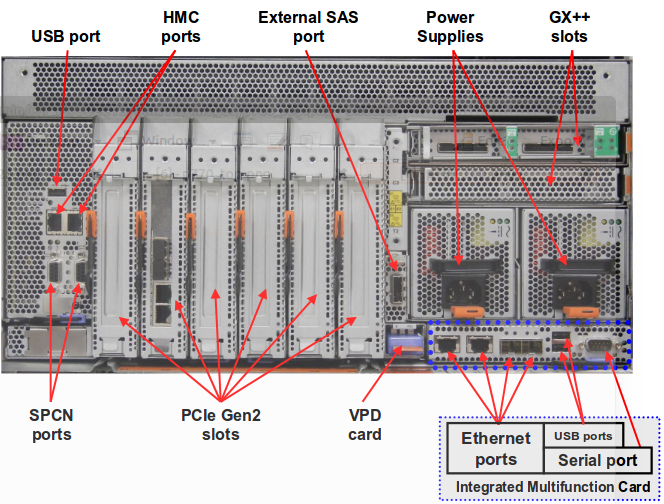 USB port
HMC
ports
External SAS
port
Power
Supplies
GX++
slots
SPCN
ports
PCIe Gen2
slots
VPD
card
Ethernet
ports
USB ports
Serial port
Integrated Multifunction Card